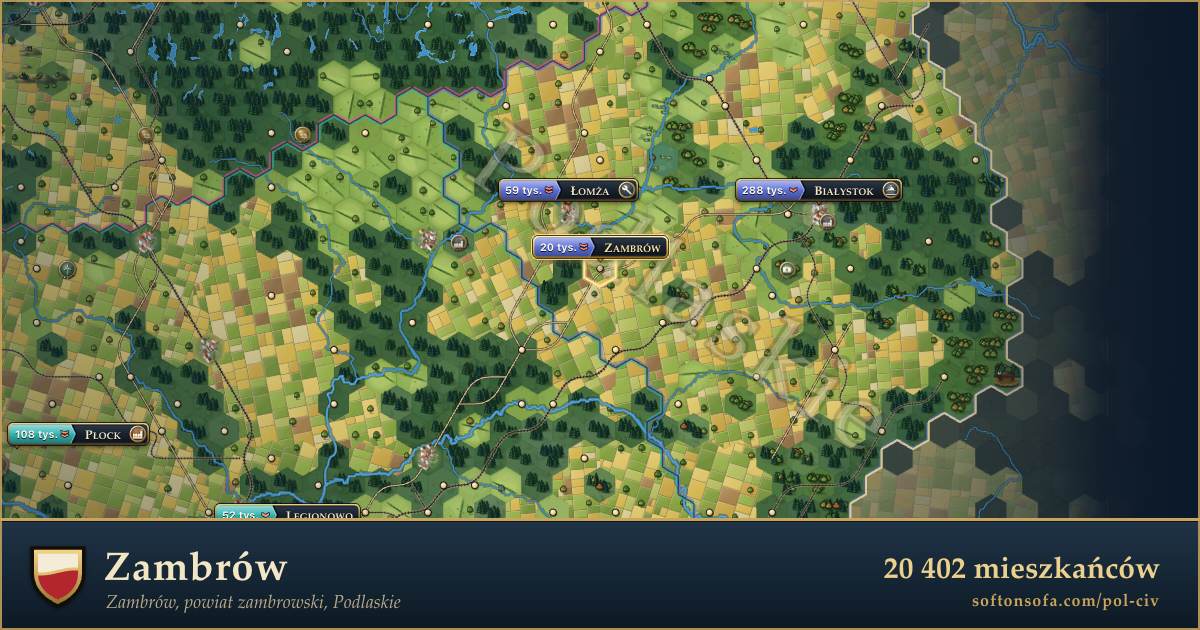 Podlaskie
59 tys. Łomża
288 tys. Białystok
20 tys. Zambrów
108 tys. Płock
52 tys. Legionowo
Zambrów
Zambrów, powiat zambrowski, Podlaskie
20 402 mieszkańców
softonsofa.com/pol-civ